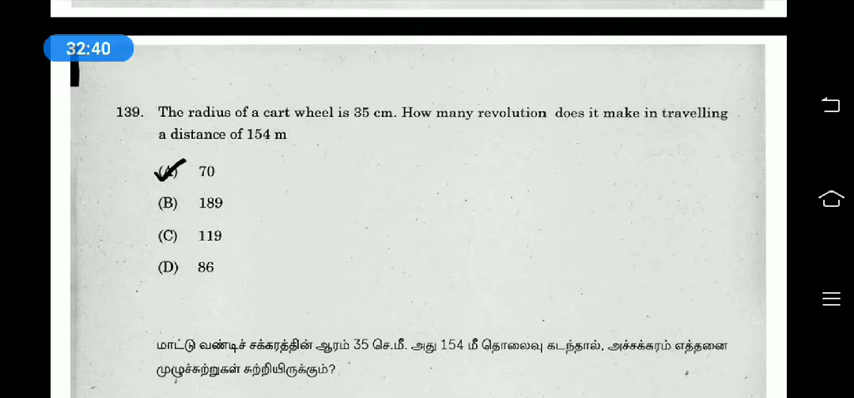 32:40
139. The radius of a cart wheel is 35 cm. How many revolution does it make in travelling
a distance of 154 m
(A) 70
(B) 189
(C) 119
(D) 86
மாட்டு வண்டிச் சக்கரத்தின் ஆரம் 35 செ.மீ. அது 154 மீ தொலைவு கடந்தால், அச்சக்கரம் எத்தனை
முழுச்சுற்றுகள் சுற்றியிருக்கும்?